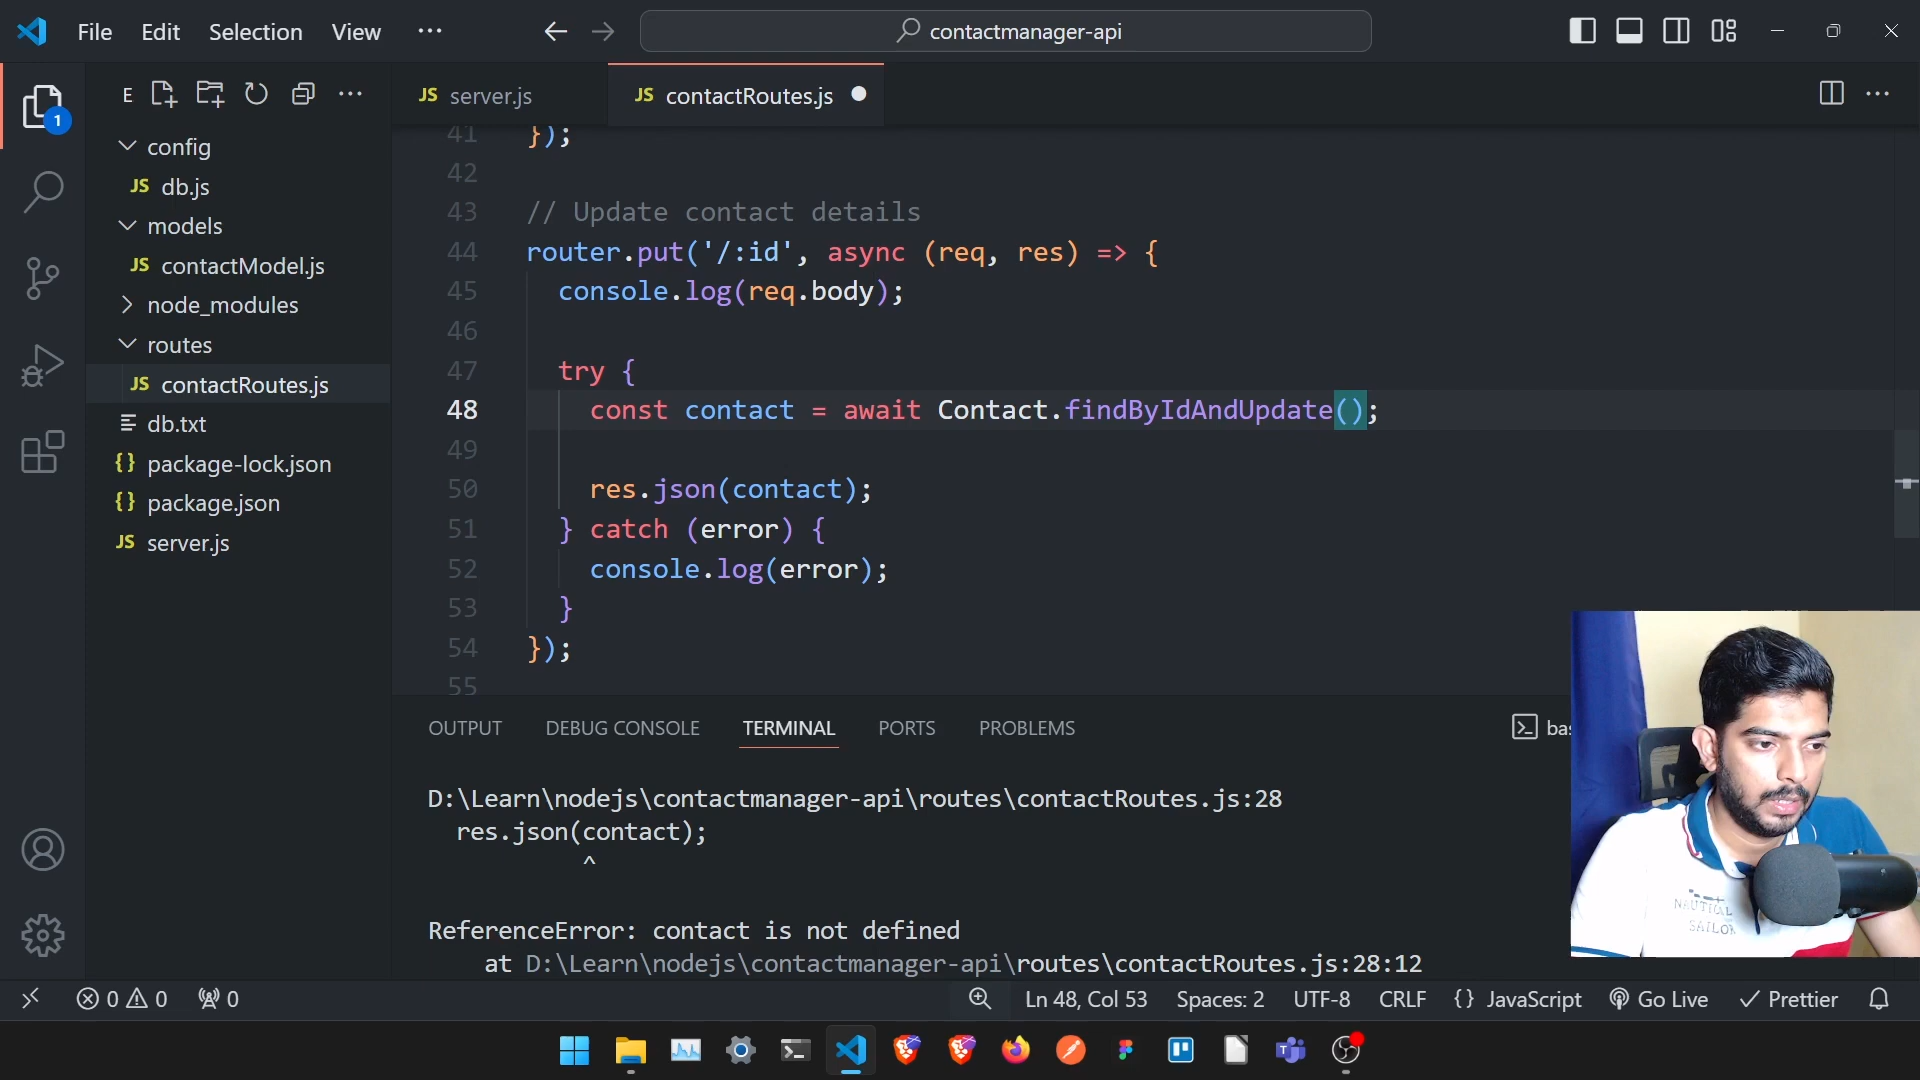 File Edit Selection View ··· contactmanager-api
E
JS server.js JS contactRoutes.js
config
JS db.js
models
JS contactModel.js
node_modules
routes
JS contactRoutes.js
db.txt
{} package-lock.json
{} package.json
JS server.js
1
41 });
42
43 // Update contact details
44 router.put('/:id', async (req, res) => {
45 console.log(req.body);
46
47 try {
48 const contact = await Contact.findByIdAndUpdate();
49
50 res.json(contact);
51 } catch (error) {
52 console.log(error);
53 }
54 });
55
OUTPUT DEBUG CONSOLE TERMINAL PORTS PROBLEMS bas
D:\Learn\nodejs\contactmanager-api\routes\contactRoutes.js:28
res.json(contact);
^
ReferenceError: contact is not defined
at D:\Learn\nodejs\contactmanager-api\routes\contactRoutes.js:28:12
NAUTICAL
SAILOR
0 0 0 Ln 48, Col 53 Spaces: 2 UTF-8 CRLF {} JavaScript Go Live Prettier